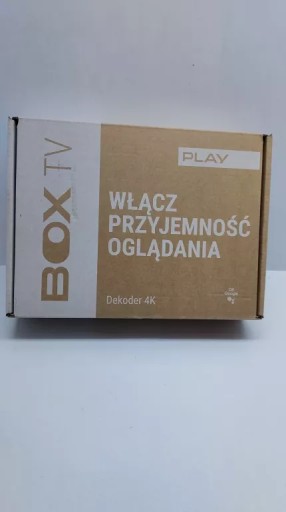 BOX TV
PLAY
WŁĄCZ
PRZYJEMNOŚĆ
OGLĄDANIA
Dekoder 4K